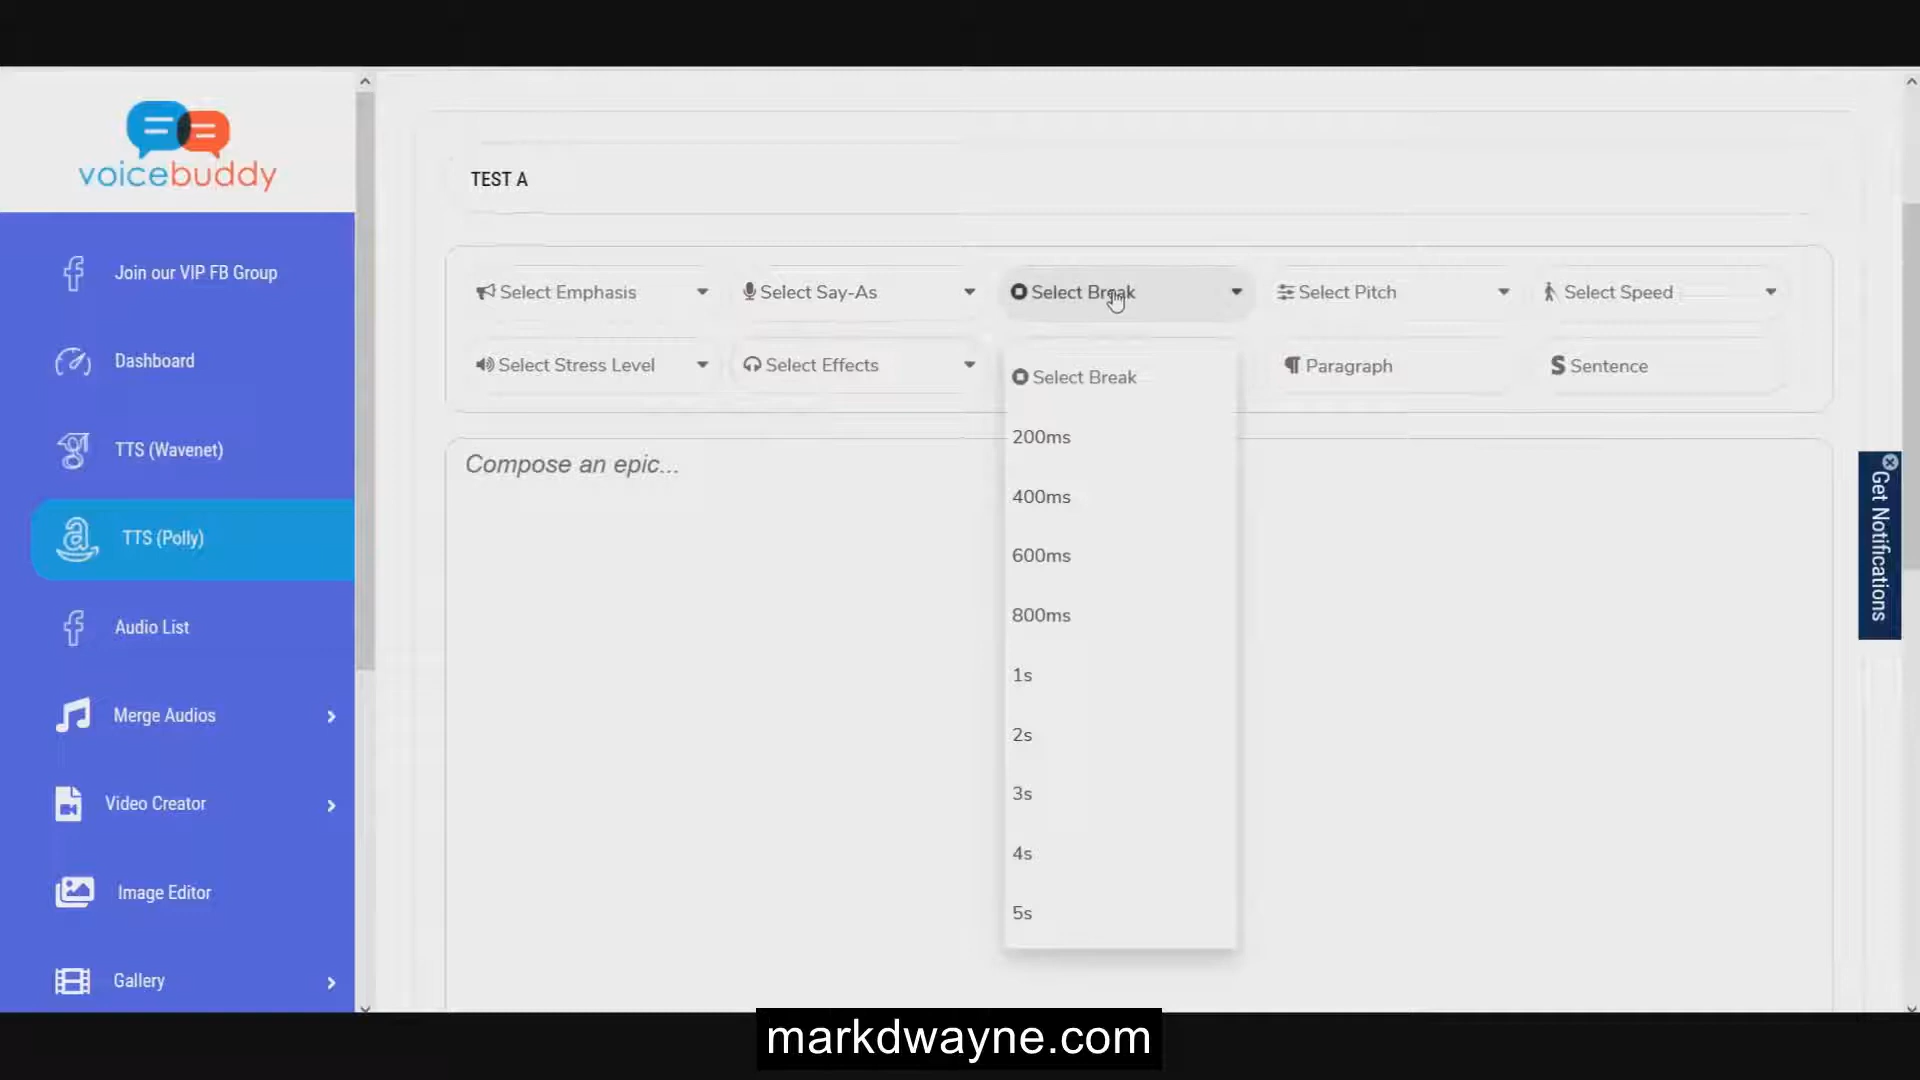 voicebuddy
Join our VIP FB Group
Dashboard
TTS (Wavenet)
TTS (Polly)
Audio List
Merge Audios
Video Creator
Image Editor
Gallery
TEST A
Select Emphasis
Select Say-As
Select Break
Select Pitch
Select Speed
Select Stress Level
Select Effects
Paragraph
Sentence
Select Break
200ms
400ms
600ms
800ms
1s
2s
3s
4s
5s
Compose an epic...
Get Notifications
markdwayne.com